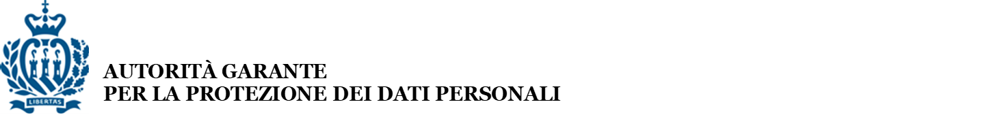 LIBERTAS
AUTORITÀ GARANTE
PER LA PROTEZIONE DEI DATI PERSONALI